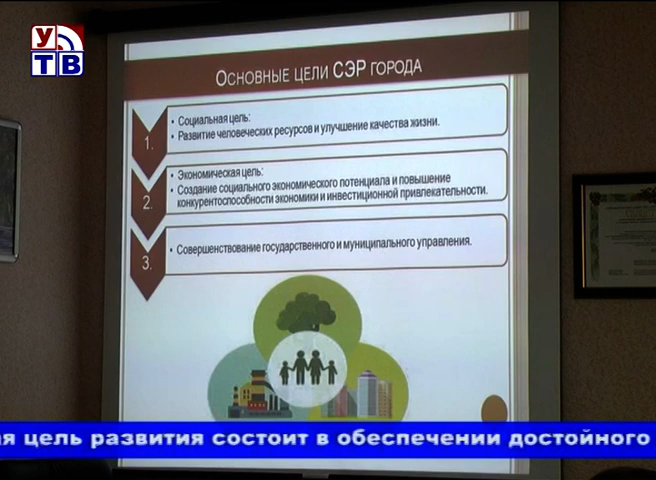 У
ТВ
ОСНОВНЫЕ ЦЕЛИ СЭР ГОРОДА
1.
• Социальная цель:
• Развитие человеческих ресурсов и улучшение качества жизни.
2.
• Экономическая цель:
• Создание социального экономического потенциала и повышение
конкурентоспособности экономики и инвестиционной привлекательности.
3.
• Совершенствование государственного и муниципального управления.
ая цель развития состоит в обеспечении достойного